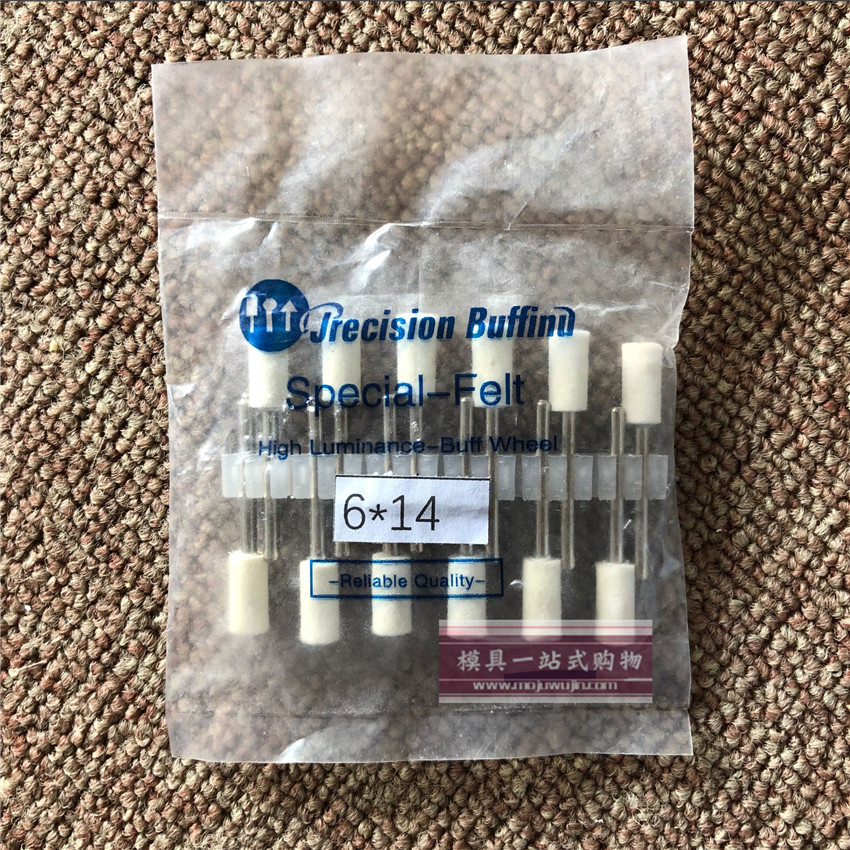 Precision Buffing
Special-Felt
High Luminance-Buff Wheel
6*14
-Reliable Quality-
模具一站式购物
www.mojuwujin.com